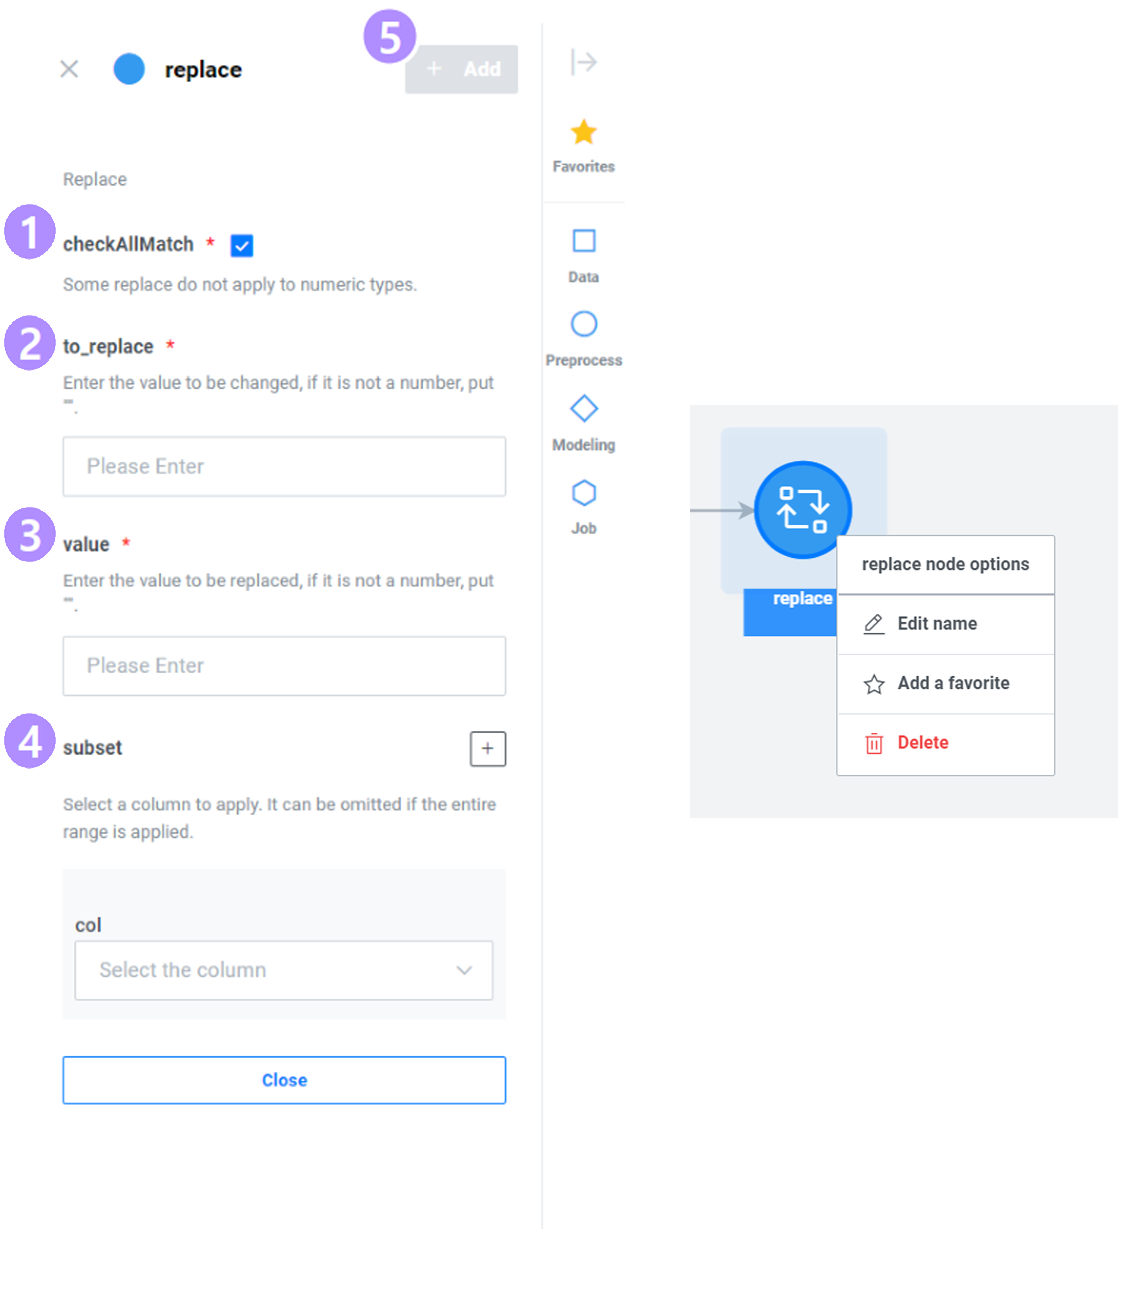 5
replace
+ Add
Replace
1
checkAllMatch *
Some replace do not apply to numeric types.
2
to_replace *
Enter the value to be changed, if it is not a number, put
"".
Please Enter
3
value *
Enter the value to be replaced, if it is not a number, put
"".
Please Enter
4
subset
+
Select a column to apply. It can be omitted if the entire
range is applied.
col
Select the column
Close
Favorites
Data
Preprocess
Modeling
Job
replace
replace node options
Edit name
Add a favorite
Delete